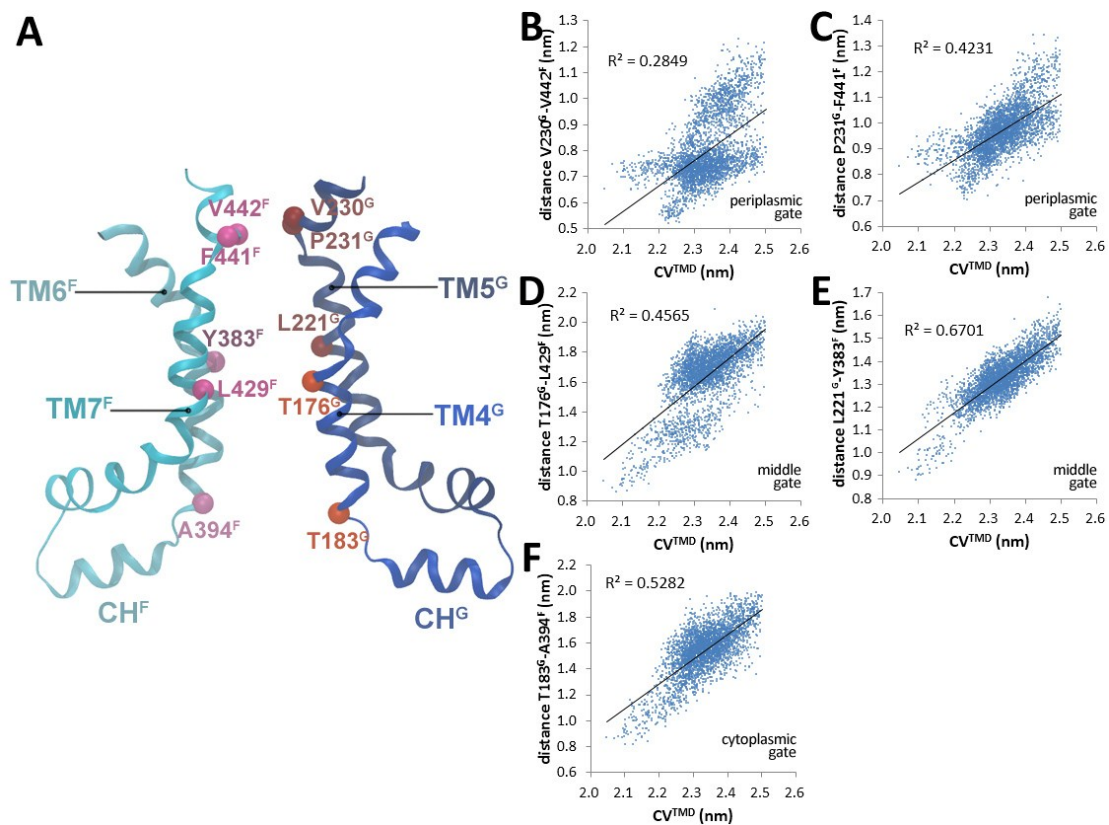 A
V442F
F441F
V230G
P231G
TM6F
TM5G
L221G
Y383F
L429F
T176G
TM7F
TM4G
A394F
T183G
CHF
CHG
B
distance V230G-V442F (nm)
1.3
1.2
1.1
1.0
0.9
0.8
0.7
0.6
0.5
R² = 0.2849
periplasmic
gate
2.0 2.1 2.2 2.3 2.4 2.5 2.6
CVTMD (nm)
C
distance P231G-F441F (nm)
1.4
1.3
1.2
1.1
1.0
0.9
0.8
0.7
0.6
R² = 0.4231
periplasmic
gate
2.0 2.1 2.2 2.3 2.4 2.5 2.6
CVTMD (nm)
D
distance T176G-L429F (nm)
2.2
2.0
1.8
1.6
1.4
1.2
1.0
0.8
R² = 0.4565
middle
gate
2.0 2.1 2.2 2.3 2.4 2.5 2.6
CVTMD (nm)
E
distance L221G-Y383F (nm)
1.8
1.7
1.6
1.5
1.4
1.3
1.2
1.1
1.0
0.9
0.8
R² = 0.6701
middle
gate
2.0 2.1 2.2 2.3 2.4 2.5 2.6
CVTMD (nm)
F
distance T183G-A394F (nm)
2.2
2.0
1.8
1.6
1.4
1.2
1.0
0.8
0.6
R² = 0.5282
cytoplasmic
gate
2.0 2.1 2.2 2.3 2.4 2.5 2.6
CVTMD (nm)